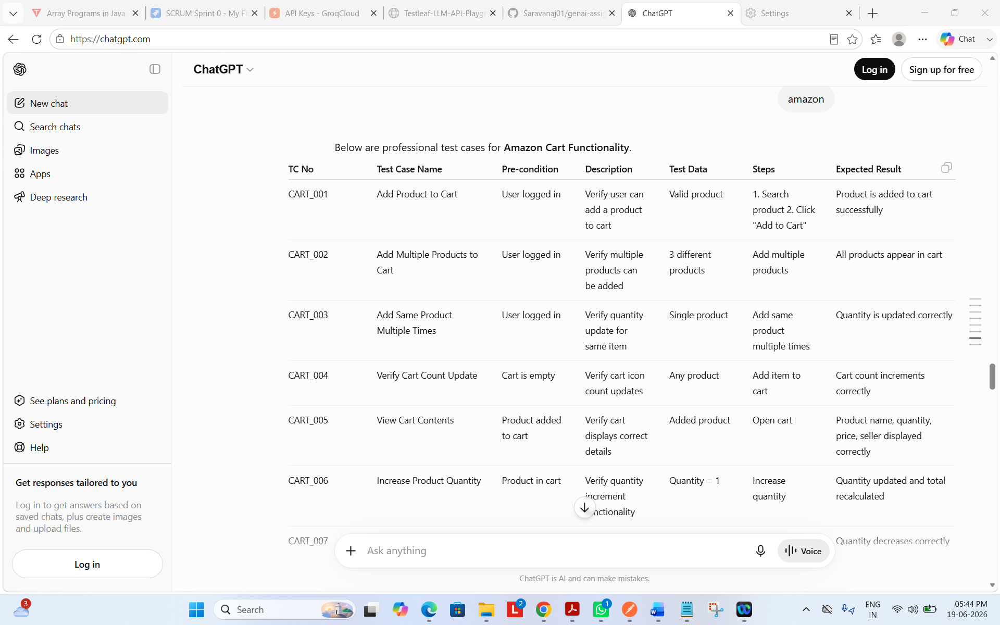 Array Programs in Java
SCRUM Sprint 0 - My Fi
API Keys - GroqCloud
Testleaf-LLM-API-Playgr
Saravanaj01/genai-assig
ChatGPT
Settings
https://chatgpt.com
Chat
ChatGPT
Log in
Sign up for free
New chat
Search chats
Images
Apps
Deep research
See plans and pricing
Settings
Help
Get responses tailored to you
Log in to get answers based on
saved chats, plus create images
and upload files.
Log in
amazon
Below are professional test cases for Amazon Cart Functionality.
TC No Test Case Name Pre-condition Description Test Data Steps Expected Result
CART_001 Add Product to Cart User logged in Verify user can Valid product 1. Search Product is added to cart
add a product product 2. Click successfully
to cart "Add to Cart"
CART_002 Add Multiple Products to User logged in Verify multiple 3 different Add multiple All products appear in cart
Cart products can products products
be added
CART_003 Add Same Product User logged in Verify quantity Single product Add same Quantity is updated correctly
Multiple Times update for product
same item multiple times
CART_004 Verify Cart Count Update Cart is empty Verify cart icon Any product Add item to Cart count increments
count updates cart correctly
CART_005 View Cart Contents Product added Verify cart Added product Open cart Product name, quantity,
to cart displays correct price, seller displayed
details correctly
CART_006 Increase Product Quantity Product in cart Verify quantity Quantity = 1 Increase Quantity updated and total
increment quantity recalculated
nctionality
CART_007 Quantity decreases correctly
Ask anything
Voice
ChatGPT is AI and can make mistakes.
3
Search
2
1
ENG
IN
05:44 PM
19-06-2026